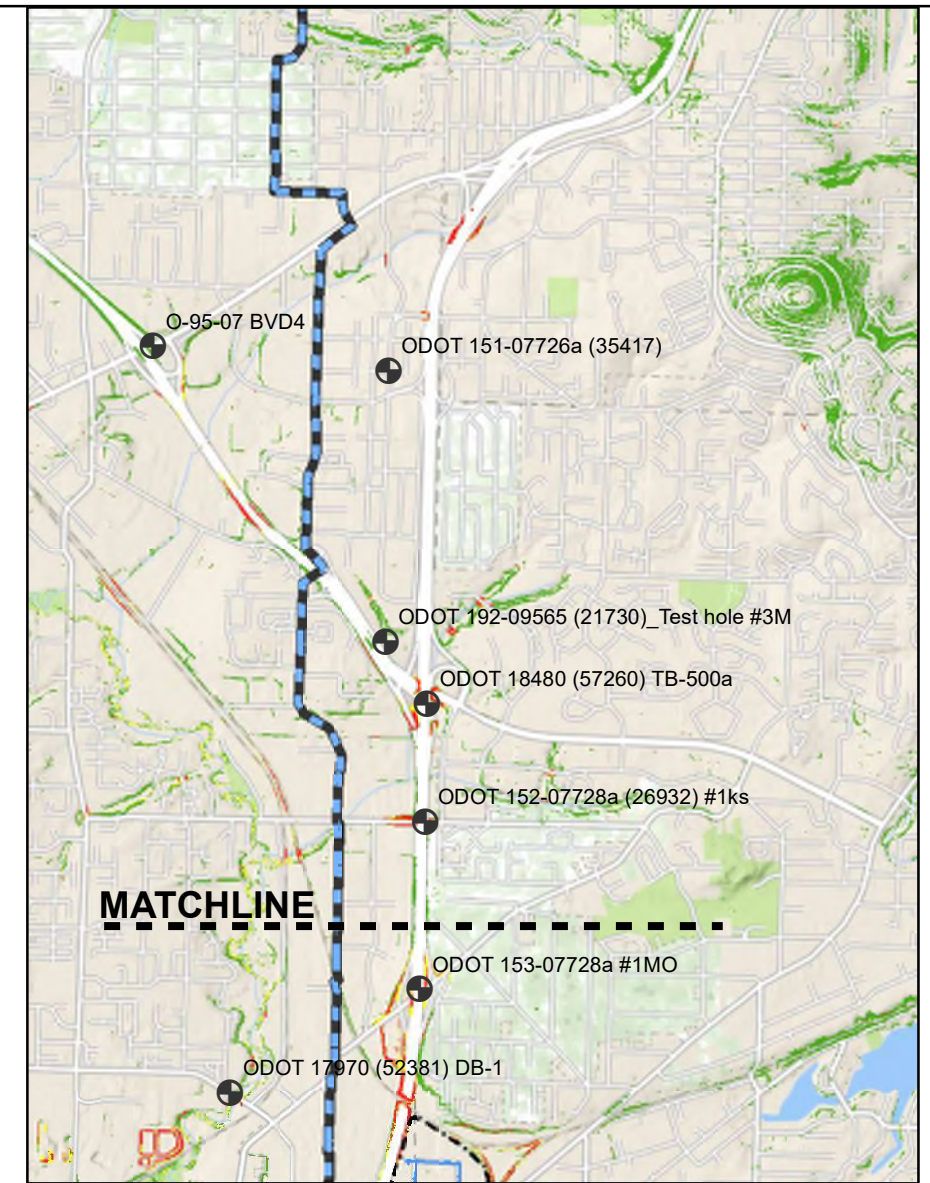 O-95-07 BVD4
ODOT 151-07726a (35417)
ODOT 192-09565 (21730)_Test hole #3M
ODOT 18480 (57260) TB-500a
ODOT 152-07728a (26932) #1ks
MATCHLINE
ODOT 153-07728a #1MO
ODOT 17970 (52381) DB-1